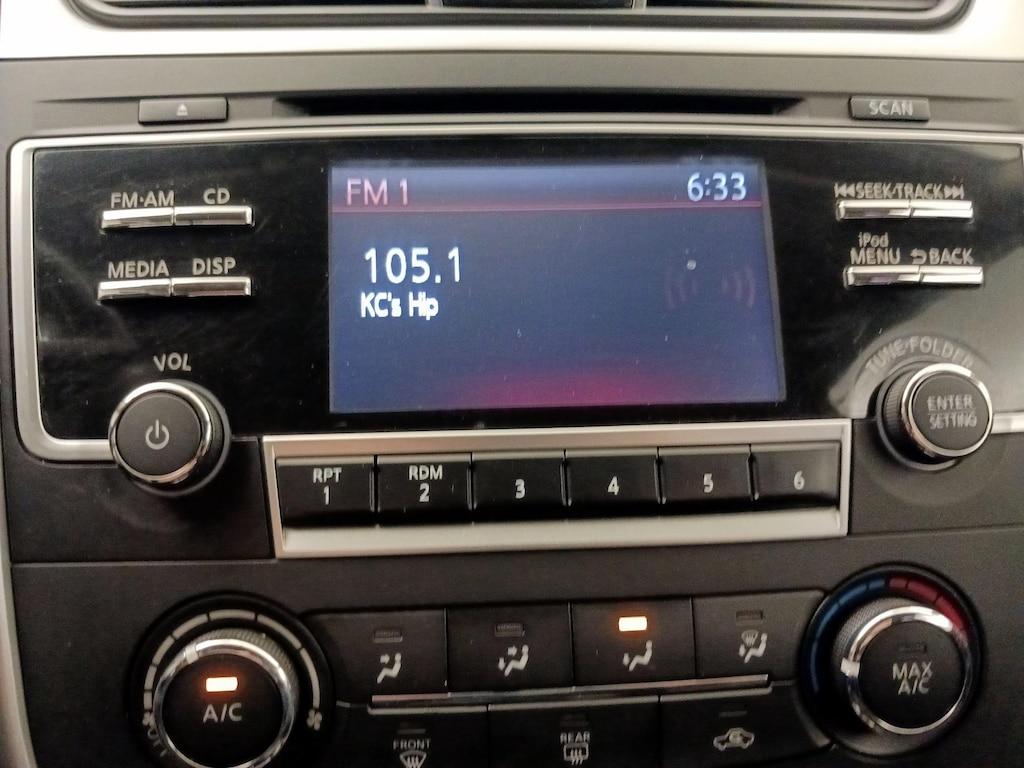 SCAN
FM·AM CD
SEEK·TRACK
FM 1 6:33
MEDIA DISP
iPod
MENU BACK
105.1
KC's Hip
VOL
TUNE·FOLDER
ENTER
SETTING
RPT
1
RDM
2
3
4
5
6
A/C
MAX
A/C
FRONT
REAR